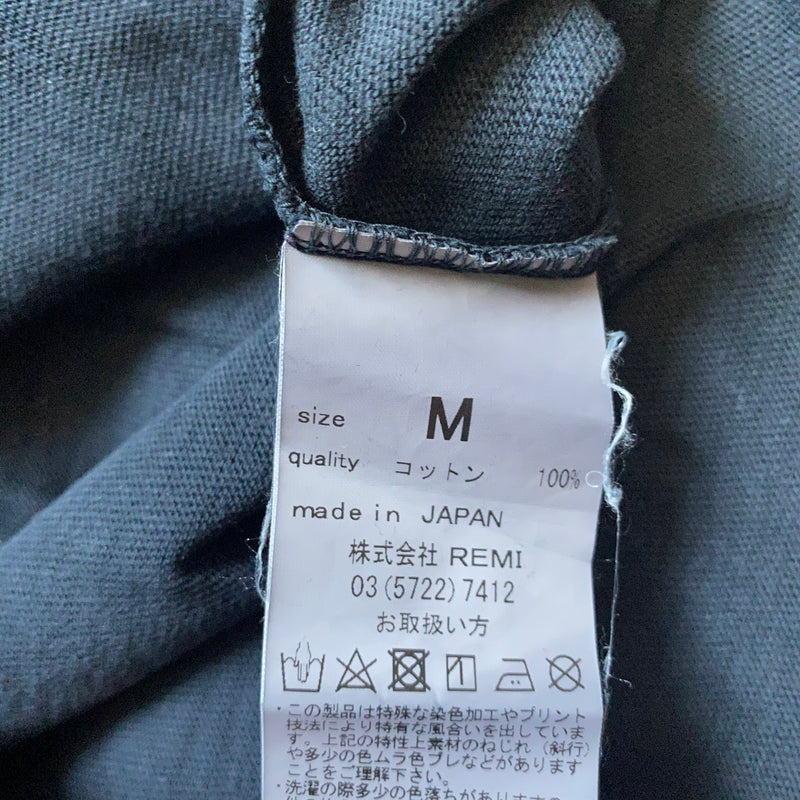 size M
quality コットン 100%
made in JAPAN
株式会社 REMI
03(5722)7412
お取扱い方
・この製品は特殊な染色加工やプリント
技法により特有な風合いを出していま
す。上記の特性上素材のねじれ（斜行）
や多少の色ムラ色ブレなどがあります
ことをご理解下さい。
・洗濯の際多少の色落ちがありますの